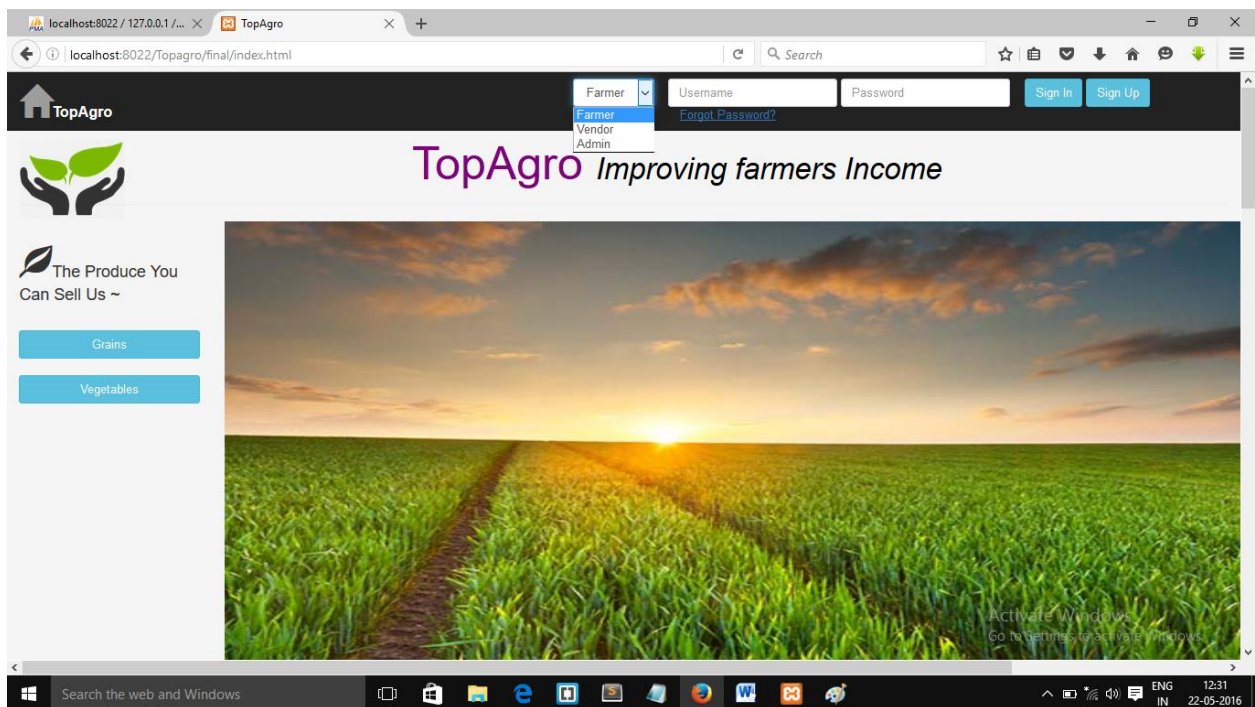 localhost:8022 / 127.0.0.1 /...
TopAgro
localhost:8022/Topagro/final/index.html
Search
TopAgro
Farmer
Username
Password
Sign In
Sign Up
Farmer
Vendor
Admin
Forgot Password?
TopAgro Improving farmers Income
The Produce You
Can Sell Us ~
Grains
Vegetables
Activate Windows
Go to Settings to activate Windows.
Search the web and Windows
ENG
IN
12:31
22-05-2016